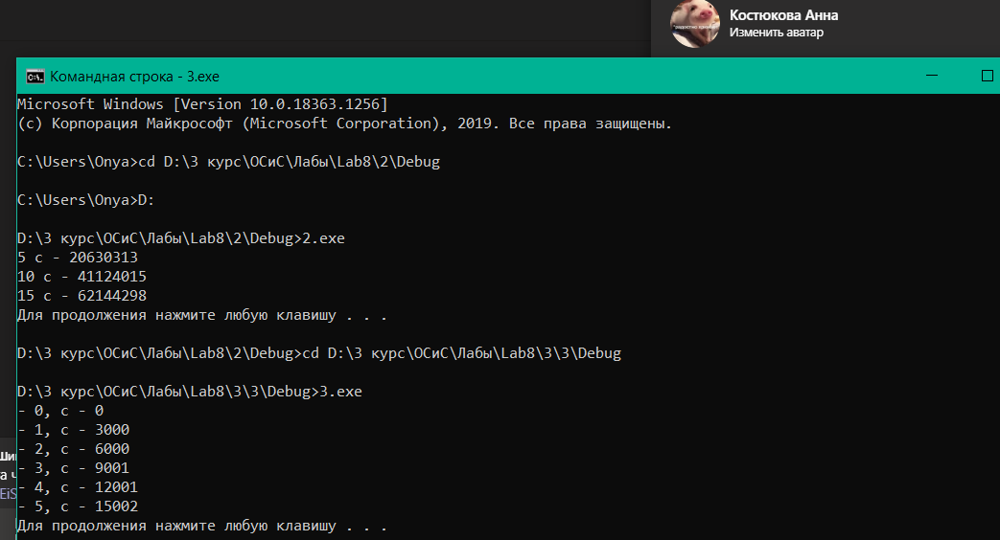 Костюкова Анна
Изменить аватар
Командная строка - 3.exe
Microsoft Windows [Version 10.0.18363.1256]
(c) Корпорация Майкрософт (Microsoft Corporation), 2019. Все права защищены.
C:\Users\Onya>cd D:\3 курс\ОСиС\Лабы\Lab8\2\Debug
C:\Users\Onya>D:
D:\3 курс\ОСиС\Лабы\Lab8\2\Debug>2.exe
5 с - 20630313
10 с - 41124015
15 с - 62144298
Для продолжения нажмите любую клавишу . . .
D:\3 курс\ОСиС\Лабы\Lab8\2\Debug>cd D:\3 курс\ОСиС\Лабы\Lab8\3\3\Debug
D:\3 курс\ОСиС\Лабы\Lab8\3\3\Debug>3.exe
- 0, с - 0
- 1, с - 3000
- 2, с - 6000
- 3, с - 9001
- 4, с - 12001
- 5, с - 15002
Для продолжения нажмите любую клавишу . . .